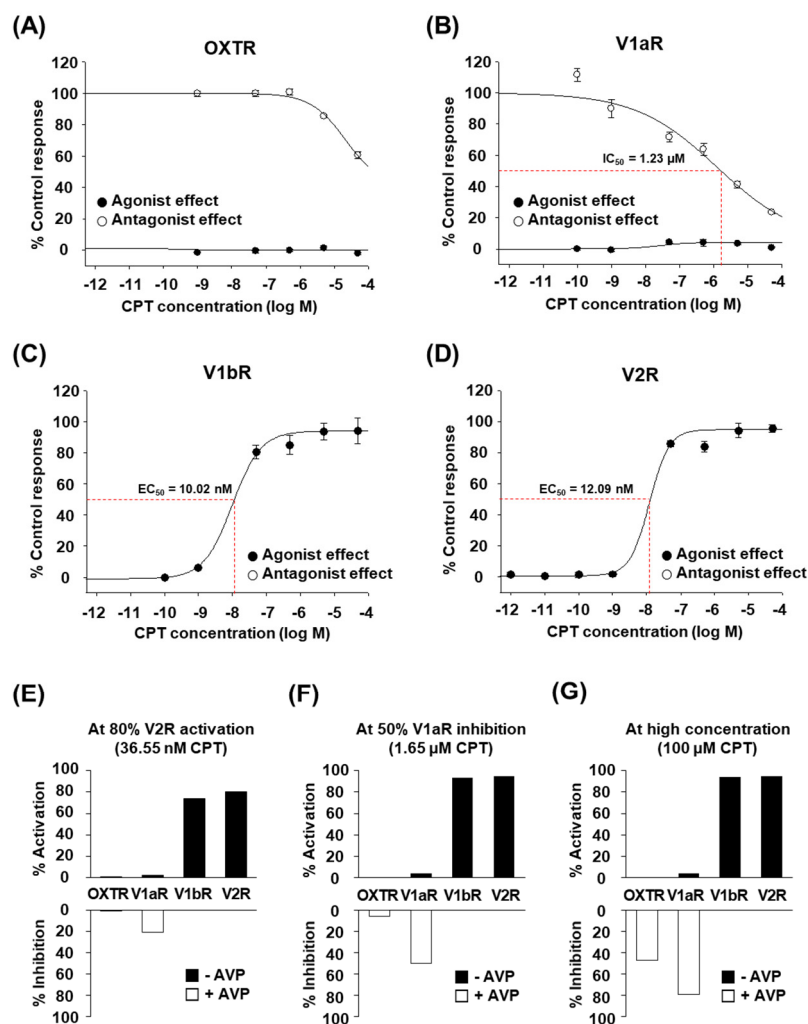 (A)
OXTR
120
100
80
60
40
20
0
% Control response
Agonist effect
Antagonist effect
-12 -11 -10 -9 -8 -7 -6 -5 -4
CPT concentration (log M)
(B)
V1aR
120
100
80
60
40
20
0
% Control response
IC50 = 1.23 µM
Agonist effect
Antagonist effect
-12 -11 -10 -9 -8 -7 -6 -5 -4
CPT concentration (log M)
(C)
V1bR
120
100
80
60
40
20
0
% Control response
EC50 = 10.02 nM
Agonist effect
Antagonist effect
-12 -11 -10 -9 -8 -7 -6 -5 -4
CPT concentration (log M)
(D)
V2R
120
100
80
60
40
20
0
% Control response
EC50 = 12.09 nM
Agonist effect
Antagonist effect
-12 -11 -10 -9 -8 -7 -6 -5 -4
CPT concentration (log M)
(E)
At 80% V2R activation
(36.55 nM CPT)
100
80
60
40
20
0
% Activation
OXTR V1aR V1bR V2R
0
20
40
60
80
100
% Inhibition
- AVP
+ AVP
(F)
At 50% V1aR inhibition
(1.65 µM CPT)
100
80
60
40
20
0
% Activation
OXTR V1aR V1bR V2R
0
20
40
60
80
100
% Inhibition
- AVP
+ AVP
(G)
At high concentration
(100 µM CPT)
100
80
60
40
20
0
% Activation
OXTR V1aR V1bR V2R
0
20
40
60
80
100
% Inhibition
- AVP
+ AVP